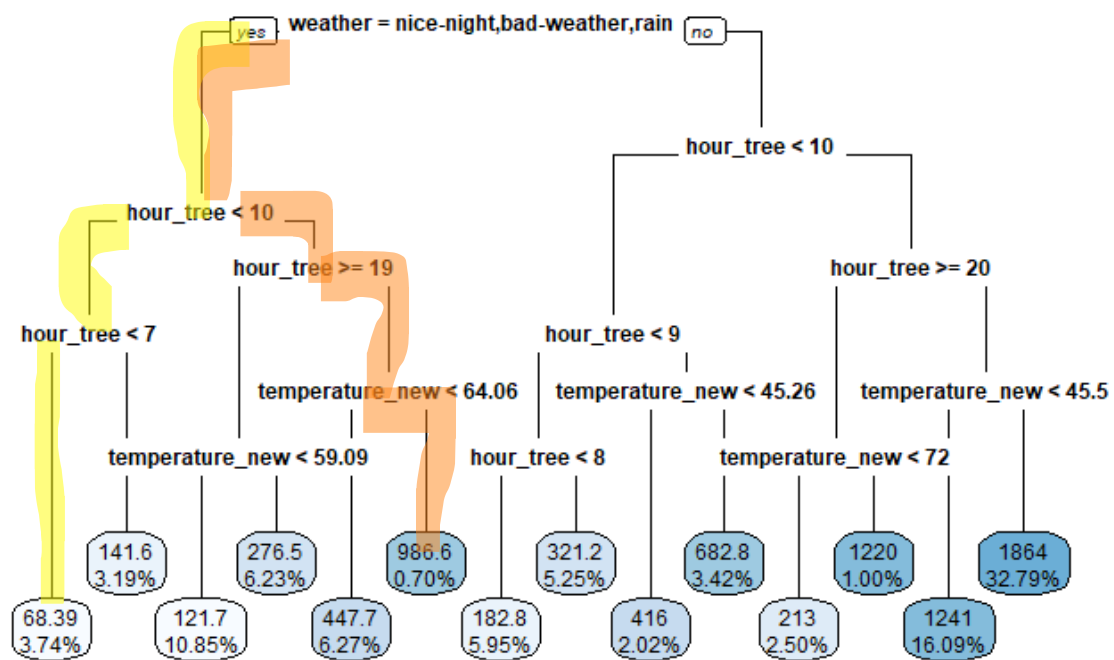 yes weather = nice-night,bad-weather,rain no
hour_tree < 10
hour_tree < 10
hour_tree >= 19 hour_tree >= 20
hour_tree < 7 hour_tree < 9
temperature_new < 64.06 temperature_new < 45.26 temperature_new < 45.5
temperature_new < 59.09 hour_tree < 8 temperature_new < 72
141.6 276.5 986.6 321.2 682.8 1220 1864
3.19% 6.23% 0.70% 5.25% 3.42% 1.00% 32.79%
68.39 121.7 447.7 182.8 416 213 1241
3.74% 10.85% 6.27% 5.95% 2.02% 2.50% 16.09%